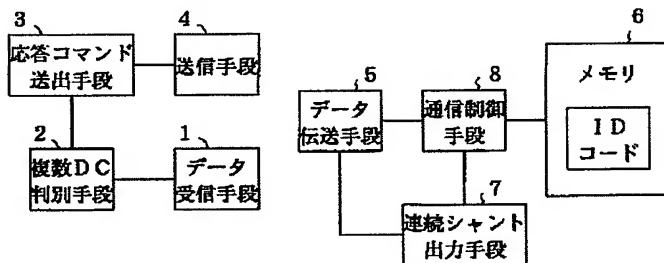 3
応答コマンド
送出手段
4
送信手段
2
複数DC
判別手段
1
データ
受信手段
5
データ
伝送手段
8
通信制御
手段
6
メモリ
ID
コード
7
連続シャント
出力手段